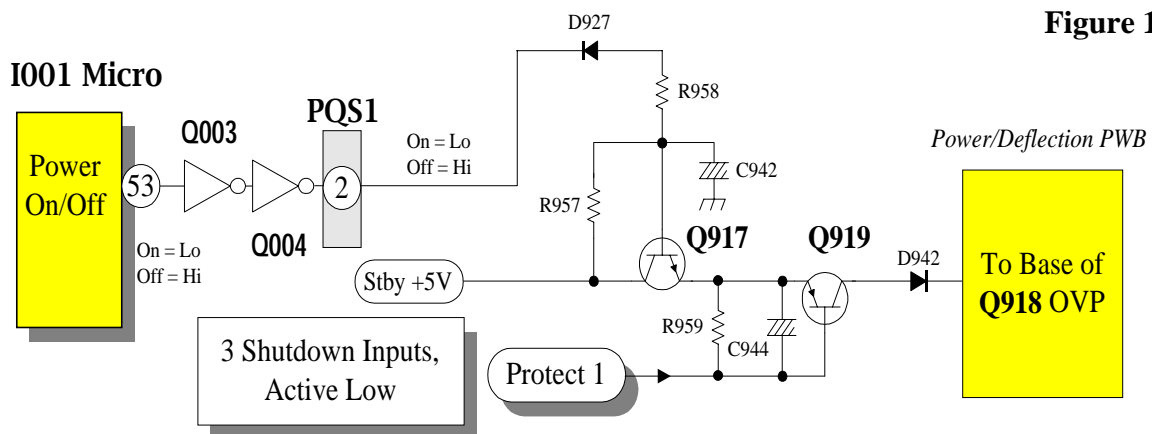 Figure 1
D927
I001 Micro
R958
PQS1
Q003
Power
On/Off
53
2
On = Lo
Off = Hi
Power/Deflection PWB
C942
R957
On = Lo
Off = Hi
Q004
Q917
Q919
D942
Stby +5V
To Base of
Q918 OVP
R959
C944
3 Shutdown Inputs,
Active Low
Protect 1